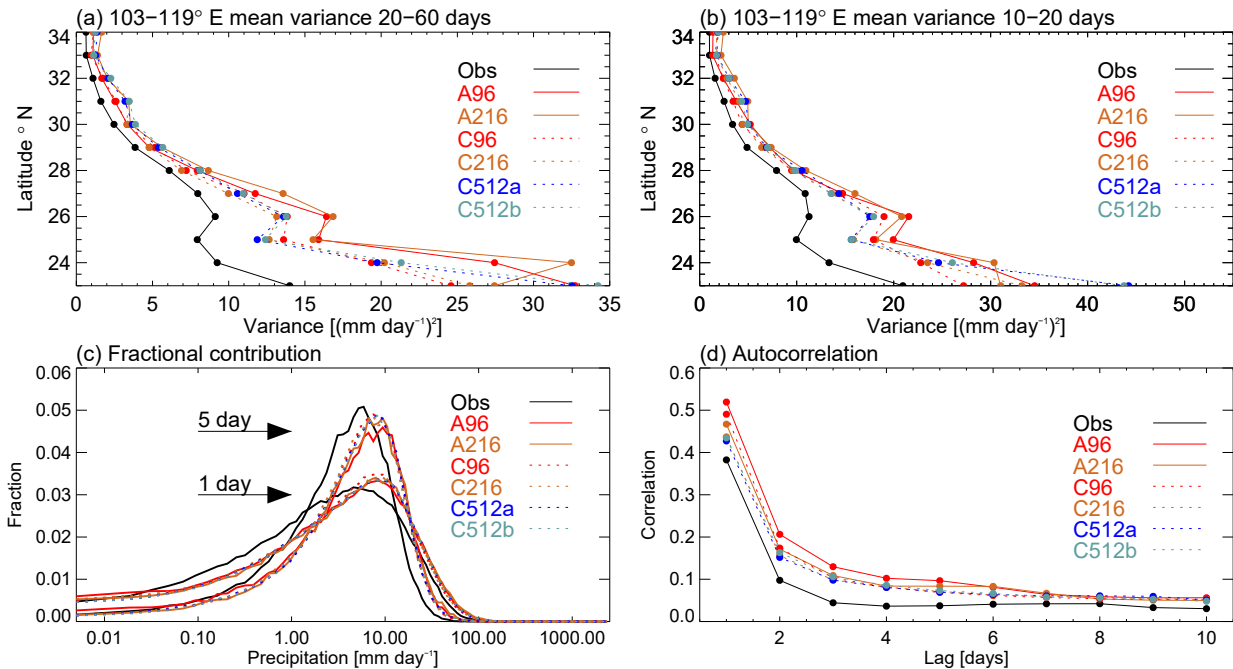 (a) 103−119° E mean variance 20−60 days
34
32
30
28
26
24
Latitude ° N
0 5 10 15 20 25 30 35
Variance [(mm day⁻¹)²]
Obs
A96
A216
C96
C216
C512a
C512b
(b) 103−119° E mean variance 10−20 days
34
32
30
28
26
24
Latitude ° N
0 10 20 30 40 50
Variance [(mm day⁻¹)²]
Obs
A96
A216
C96
C216
C512a
C512b
(c) Fractional contribution
0.06
0.05
0.04
0.03
0.02
0.01
0.00
Fraction
5 day
1 day
0.01 0.10 1.00 10.00 100.00 1000.00
Precipitation [mm day⁻¹]
Obs
A96
A216
C96
C216
C512a
C512b
(d) Autocorrelation
0.6
0.5
0.4
0.3
0.2
0.1
0.0
Correlation
2 4 6 8 10
Lag [days]
Obs
A96
A216
C96
C216
C512a
C512b